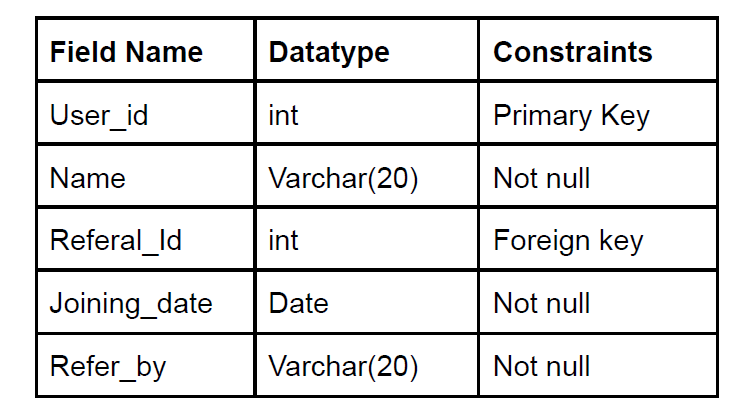 Field Name Datatype Constraints
User_id int Primary Key
Name Varchar(20) Not null
Referal_Id int Foreign key
Joining_date Date Not null
Refer_by Varchar(20) Not null